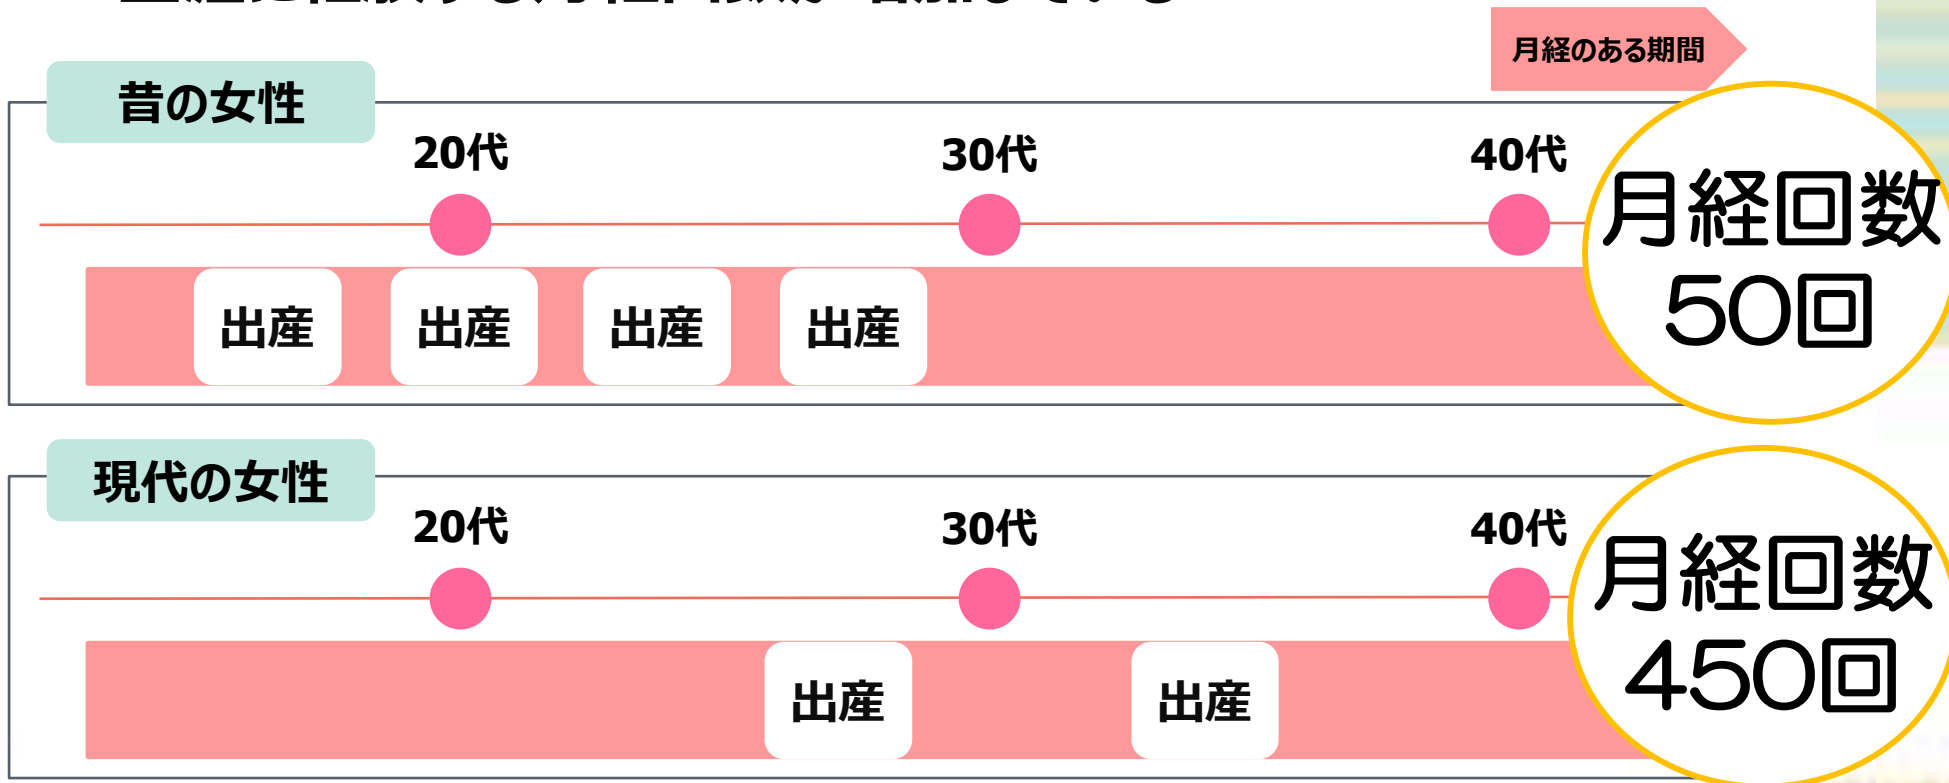 月経のある期間
昔の女性
20代
30代
40代
月経回数
50回
出産
出産
出産
出産
現代の女性
20代
30代
40代
月経回数
450回
出産
出産